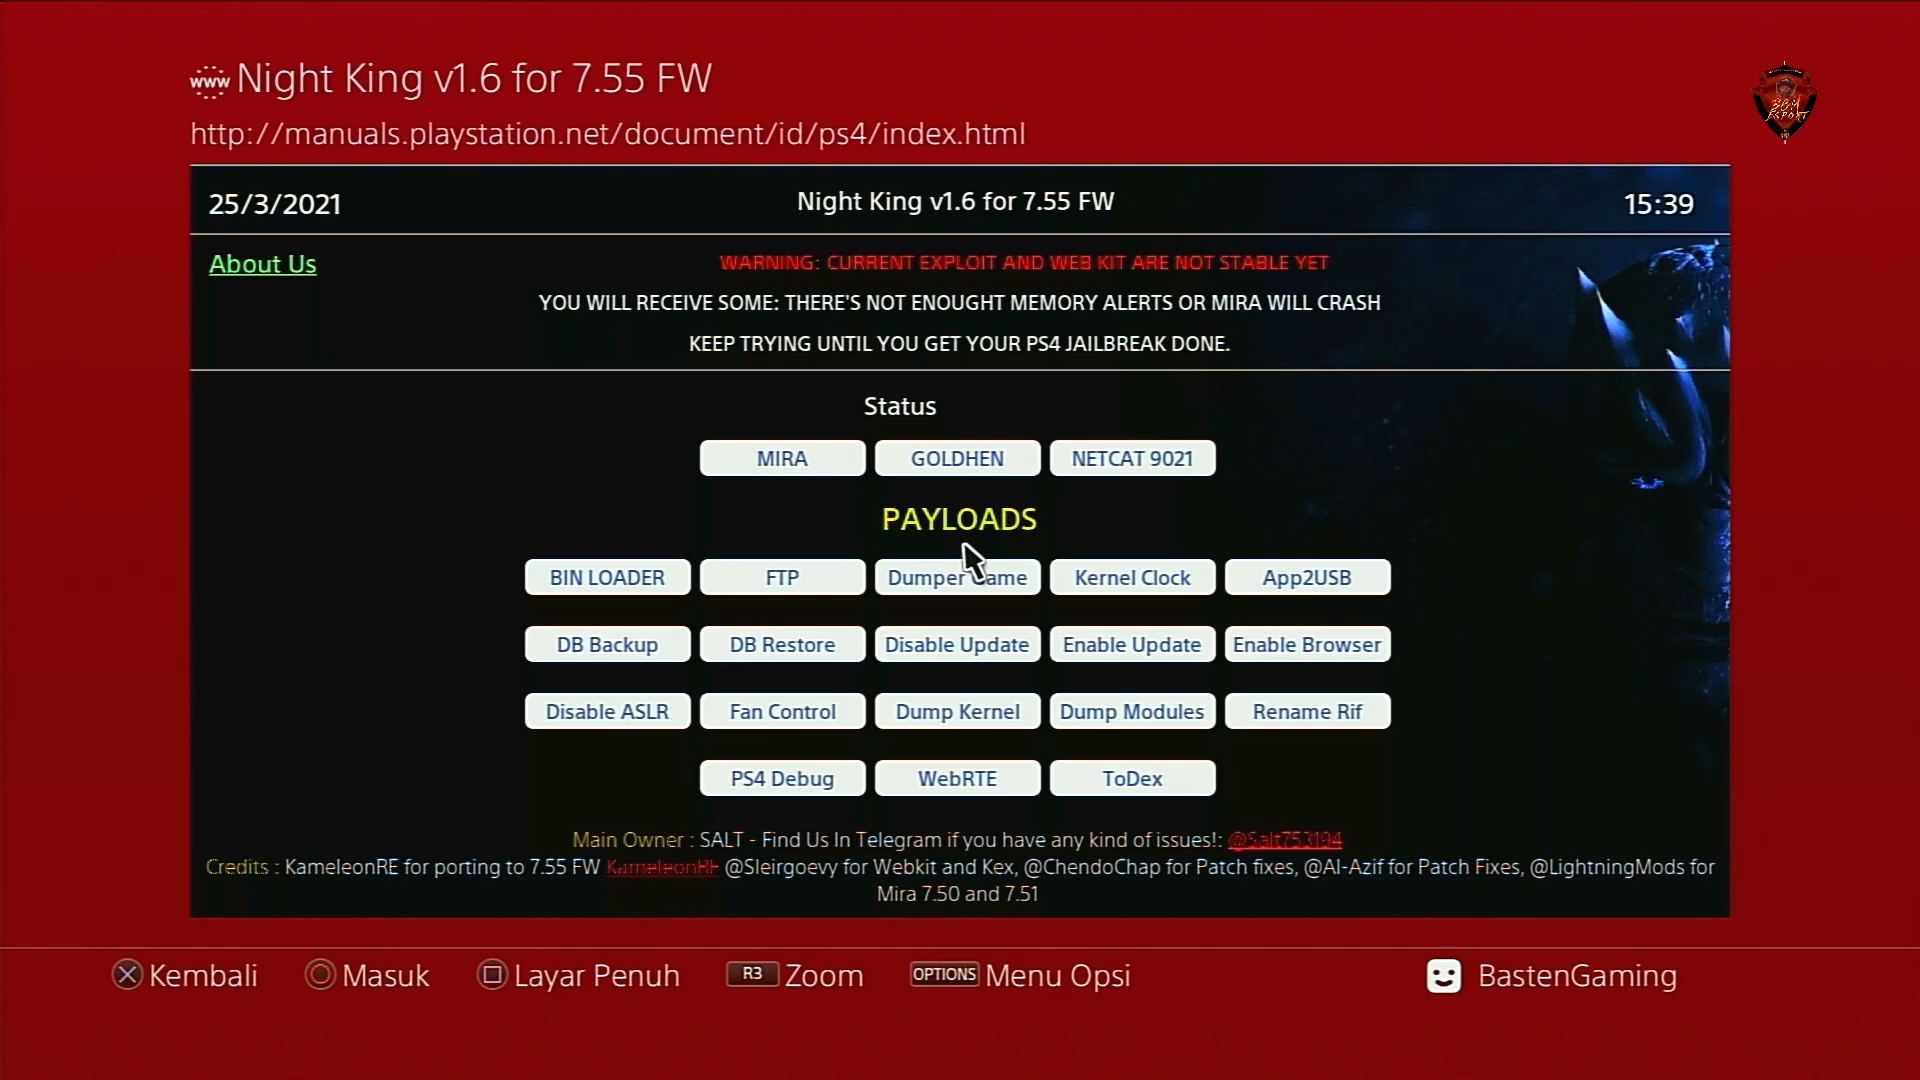 www Night King v1.6 for 7.55 FW
http://manuals.playstation.net/document/id/ps4/index.html
25/3/2021 Night King v1.6 for 7.55 FW 15:39
About Us
WARNING: CURRENT EXPLOIT AND WEB KIT ARE NOT STABLE YET
YOU WILL RECEIVE SOME: THERE'S NOT ENOUGHT MEMORY ALERTS OR MIRA WILL CRASH
KEEP TRYING UNTIL YOU GET YOUR PS4 JAILBREAK DONE.
Status
MIRA GOLDHEN NETCAT 9021
PAYLOADS
BIN LOADER FTP Dumper Game Kernel Clock App2USB
DB Backup DB Restore Disable Update Enable Update Enable Browser
Disable ASLR Fan Control Dump Kernel Dump Modules Rename Rif
PS4 Debug WebRTE ToDex
Main Owner : SALT - Find Us In Telegram if you have any kind of issues!: @Salt753194
Credits : KameleonRE for porting to 7.55 FW KameleonRE @Sleirgoevy for Webkit and Kex, @ChendoChap for Patch fixes, @Al-Azif for Patch Fixes, @LightningMods for
Mira 7.50 and 7.51
Kembali Masuk Layar Penuh R3 Zoom OPTIONS Menu Opsi BastenGaming